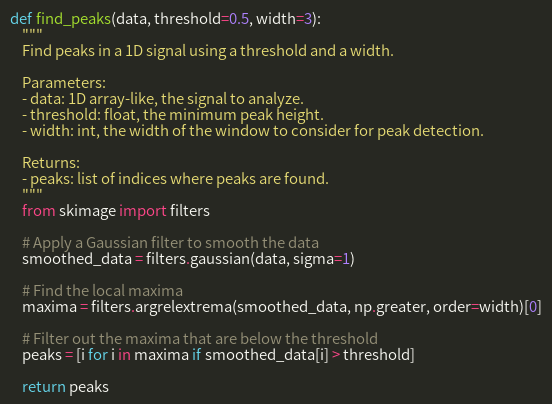 def find_peaks(data, threshold=0.5, width=3):
    """
    Find peaks in a 1D signal using a threshold and a width.

    Parameters:
    - data: 1D array-like, the signal to analyze.
    - threshold: float, the minimum peak height.
    - width: int, the width of the window to consider for peak detection.

    Returns:
    - peaks: list of indices where peaks are found.
    """
    from skimage import filters

    # Apply a Gaussian filter to smooth the data
    smoothed_data = filters.gaussian(data, sigma=1)

    # Find the local maxima
    maxima = filters.argrelextrema(smoothed_data, np.greater, order=width)[0]

    # Filter out the maxima that are below the threshold
    peaks = [i for i in maxima if smoothed_data[i] > threshold]

    return peaks